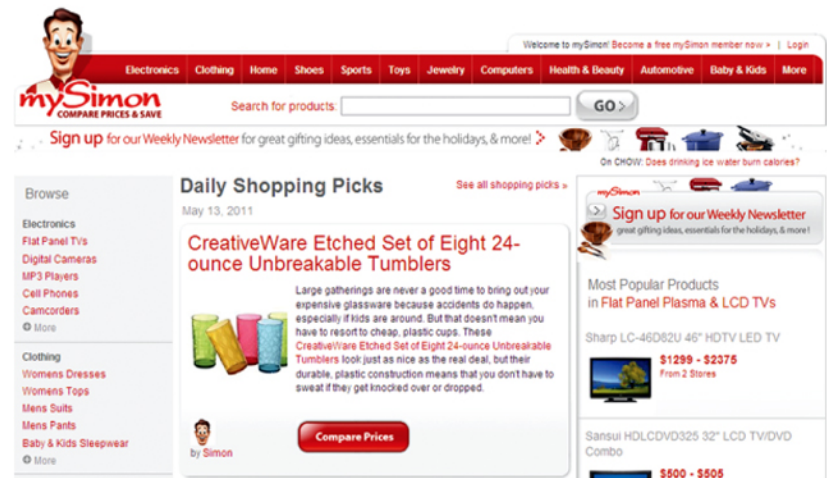 Welcome to mySimon! Become a free mySimon member now » | Login
Electronics Clothing Home Shoes Sports Toys Jewelry Computers Health & Beauty Automotive Baby & Kids More
mySimon
COMPARE PRICES & SAVE
Search for products: GO >
Sign up for our Weekly Newsletter for great gifting ideas, essentials for the holidays, & more!
On CHOW: Does drinking ice water burn calories?
Browse
Electronics
Flat Panel TVs
Digital Cameras
MP3 Players
Cell Phones
Camcorders
More
Clothing
Womens Dresses
Womens Tops
Mens Suits
Mens Pants
Baby & Kids Sleepwear
More
Daily Shopping Picks
See all shopping picks »
May 13, 2011
CreativeWare Etched Set of Eight 24-
ounce Unbreakable Tumblers
Large gatherings are never a good time to bring out your
expensive glassware because accidents do happen,
especially if kids are around. But that doesn't mean you
have to resort to cheap, plastic cups. These
CreativeWare Etched Set of Eight 24-ounce Unbreakable
Tumblers look just as nice as the real deal, but their
durable, plastic construction means that you don't have to
sweat if they get knocked over or dropped.
by Simon
Compare Prices
mySimon
Sign up for our Weekly Newsletter
great gifting ideas, essentials for the holidays, & more!
Most Popular Products
in Flat Panel Plasma & LCD TVs
Sharp LC-46D82U 46" HDTV LED TV
$1299 - $2375
From 2 Stores
Sansui HDLCDVD325 32" LCD TV/DVD
Combo
$500 - $505